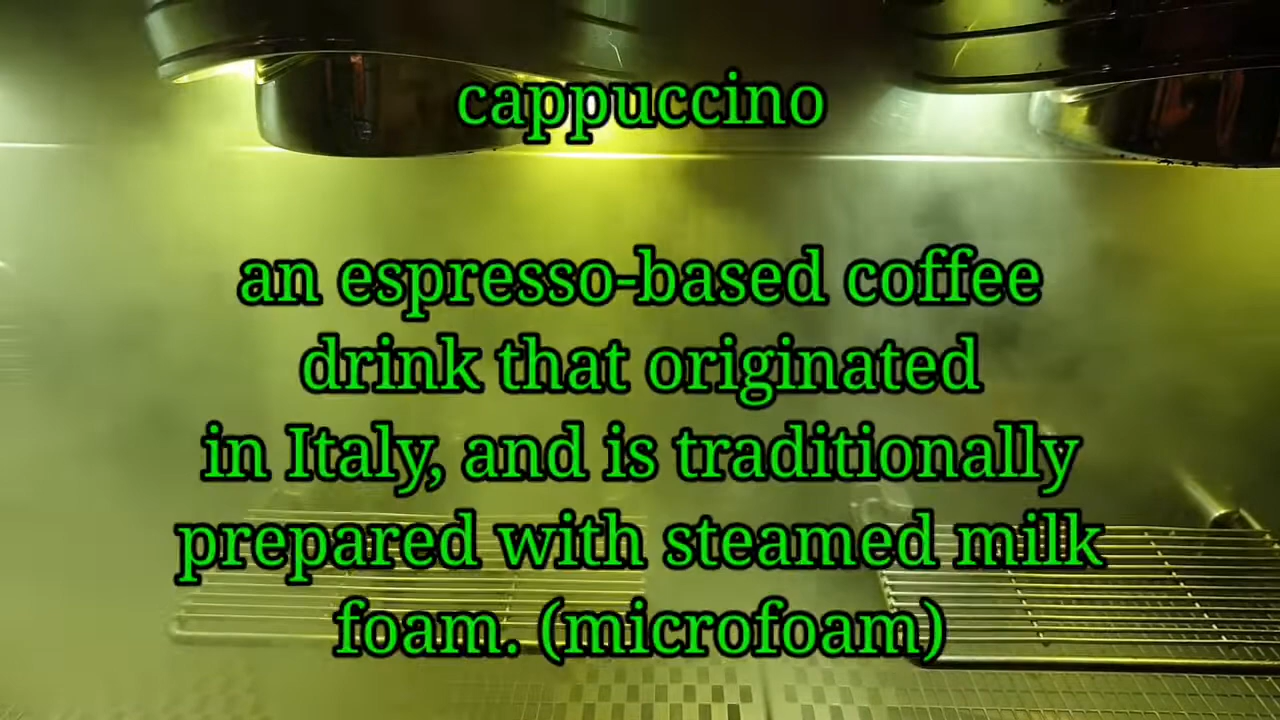 cappuccino
an espresso-based coffee
drink that originated
in Italy, and is traditionally
prepared with steamed milk
foam. (microfoam)